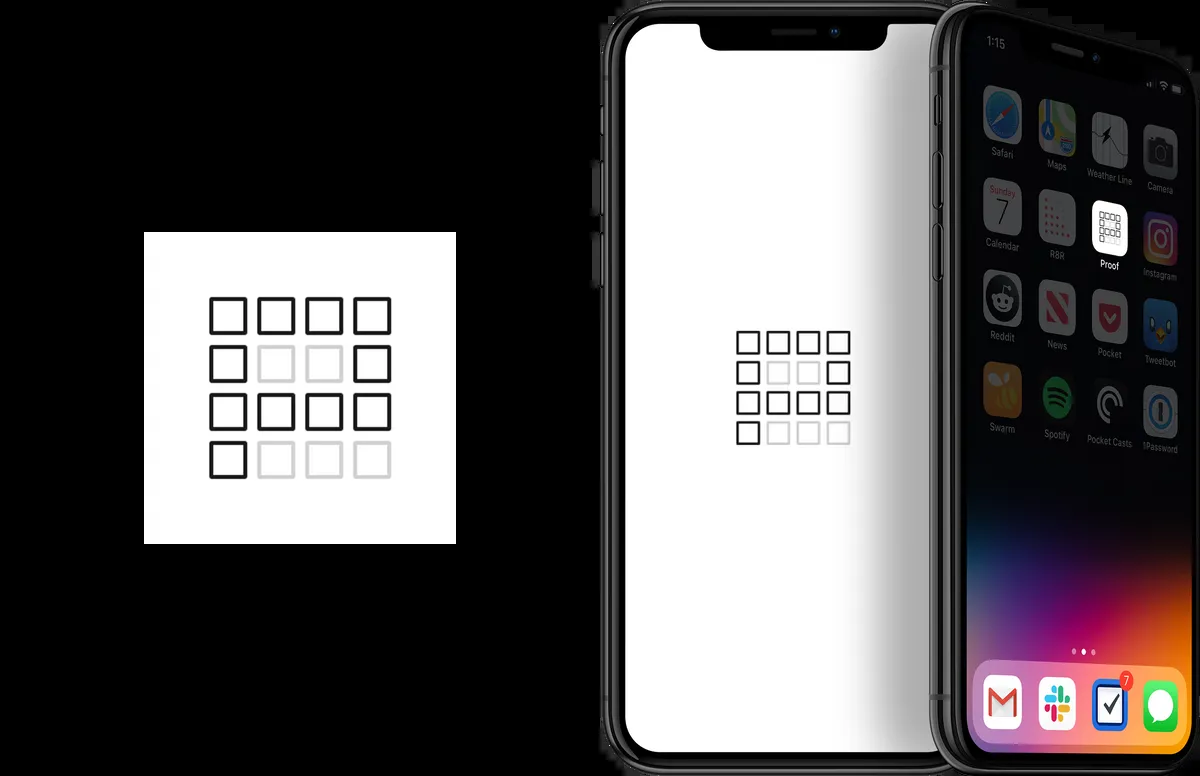 1:15
Safari
Maps
Weather Line
Camera
Sunday
7
Calendar
R8R
Proof
Instagram
Reddit
News
Pocket
Tweetbot
Swarm
Spotify
Pocket Casts
1Password
7